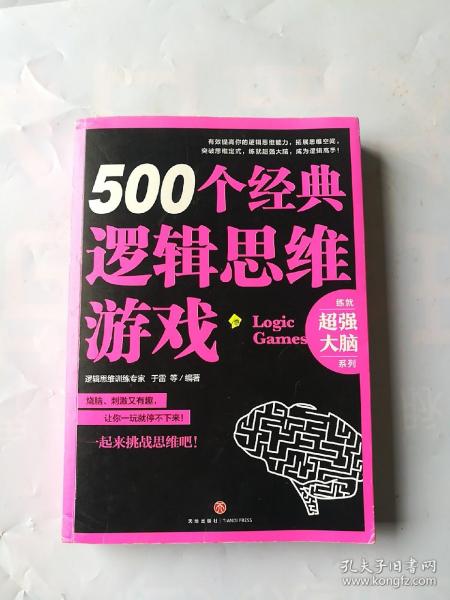 有效提高你的逻辑思维能力，拓展思维空间，
突破思维定式，练就超强大脑，成为逻辑高手！
500个经典
逻辑思维
游戏
Logic
Games
练就
超强
大脑
系列
逻辑思维训练专家 于雷 等/编著
烧脑、刺激又有趣，
让你一玩就停不下来！
一起来挑战思维吧！
天地出版社 | TIANDI PRESS
孔夫子旧书网
www.kongfz.com